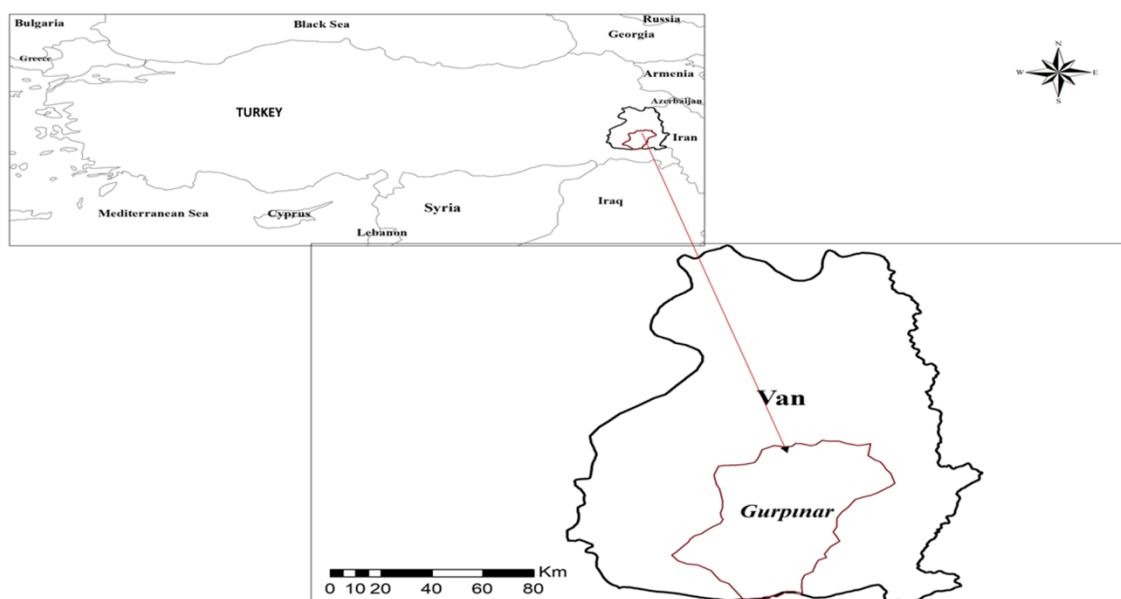 Bulgaria
Black Sea
Russia
Georgia
Greece
Armenia
Azerbaijan
TURKEY
Iran
Mediterranean Sea
Cyprus
Syria
Iraq
Lebanon
N
W
E
S
Van
Gurpınar
Km
0 10 20 40 60 80